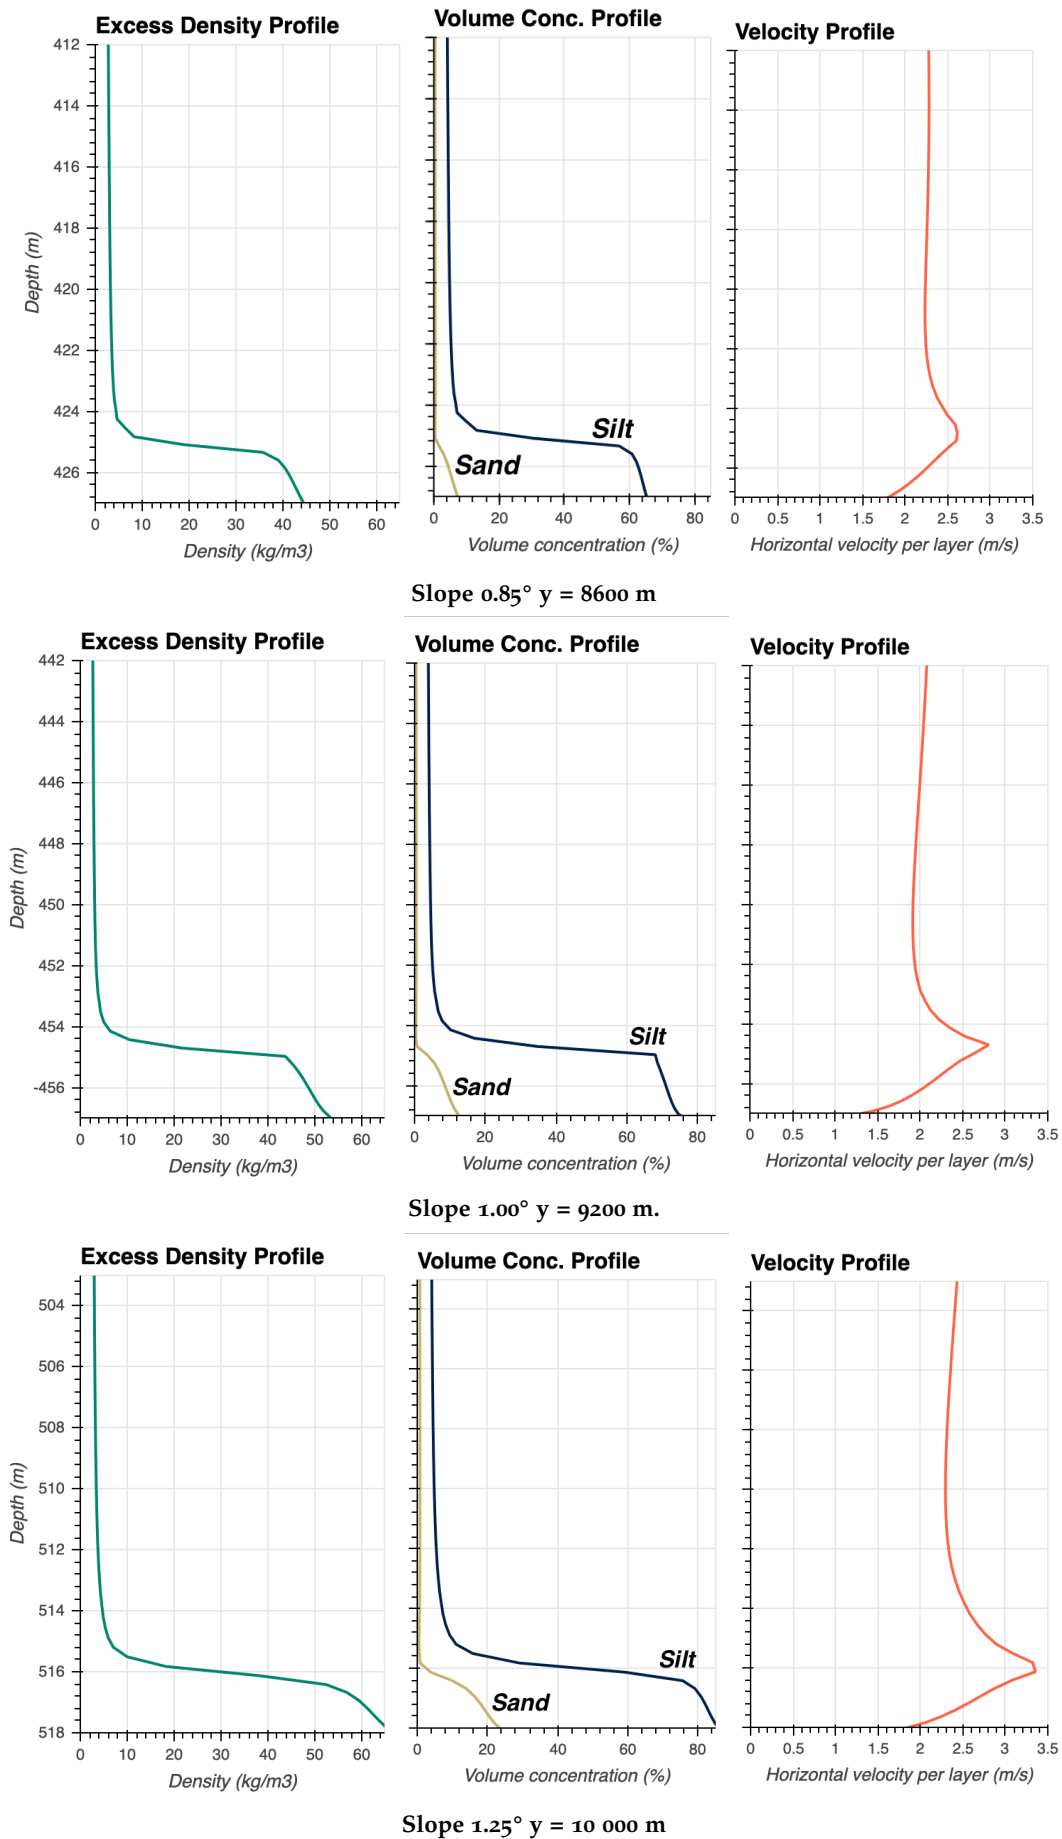 Excess Density Profile
Volume Conc. Profile
Velocity Profile
412
414
416
418
420
422
424
426
Depth (m)
Silt
Sand
0 10 20 30 40 50 60
0 20 40 60 80
0 0.5 1 1.5 2 2.5 3 3.5
Density (kg/m3)
Volume concentration (%)
Horizontal velocity per layer (m/s)
Slope 0.85° y = 8600 m
Excess Density Profile
Volume Conc. Profile
Velocity Profile
442
444
446
448
450
452
454
-456
Depth (m)
Silt
Sand
0 10 20 30 40 50 60
0 20 40 60 80
0 0.5 1 1.5 2 2.5 3 3.5
Density (kg/m3)
Volume concentration (%)
Horizontal velocity per layer (m/s)
Slope 1.00° y = 9200 m.
Excess Density Profile
Volume Conc. Profile
Velocity Profile
504
506
508
510
512
514
516
518
Depth (m)
Silt
Sand
0 10 20 30 40 50 60
0 20 40 60 80
0 0.5 1 1.5 2 2.5 3 3.5
Density (kg/m3)
Volume concentration (%)
Horizontal velocity per layer (m/s)
Slope 1.25° y = 10 000 m